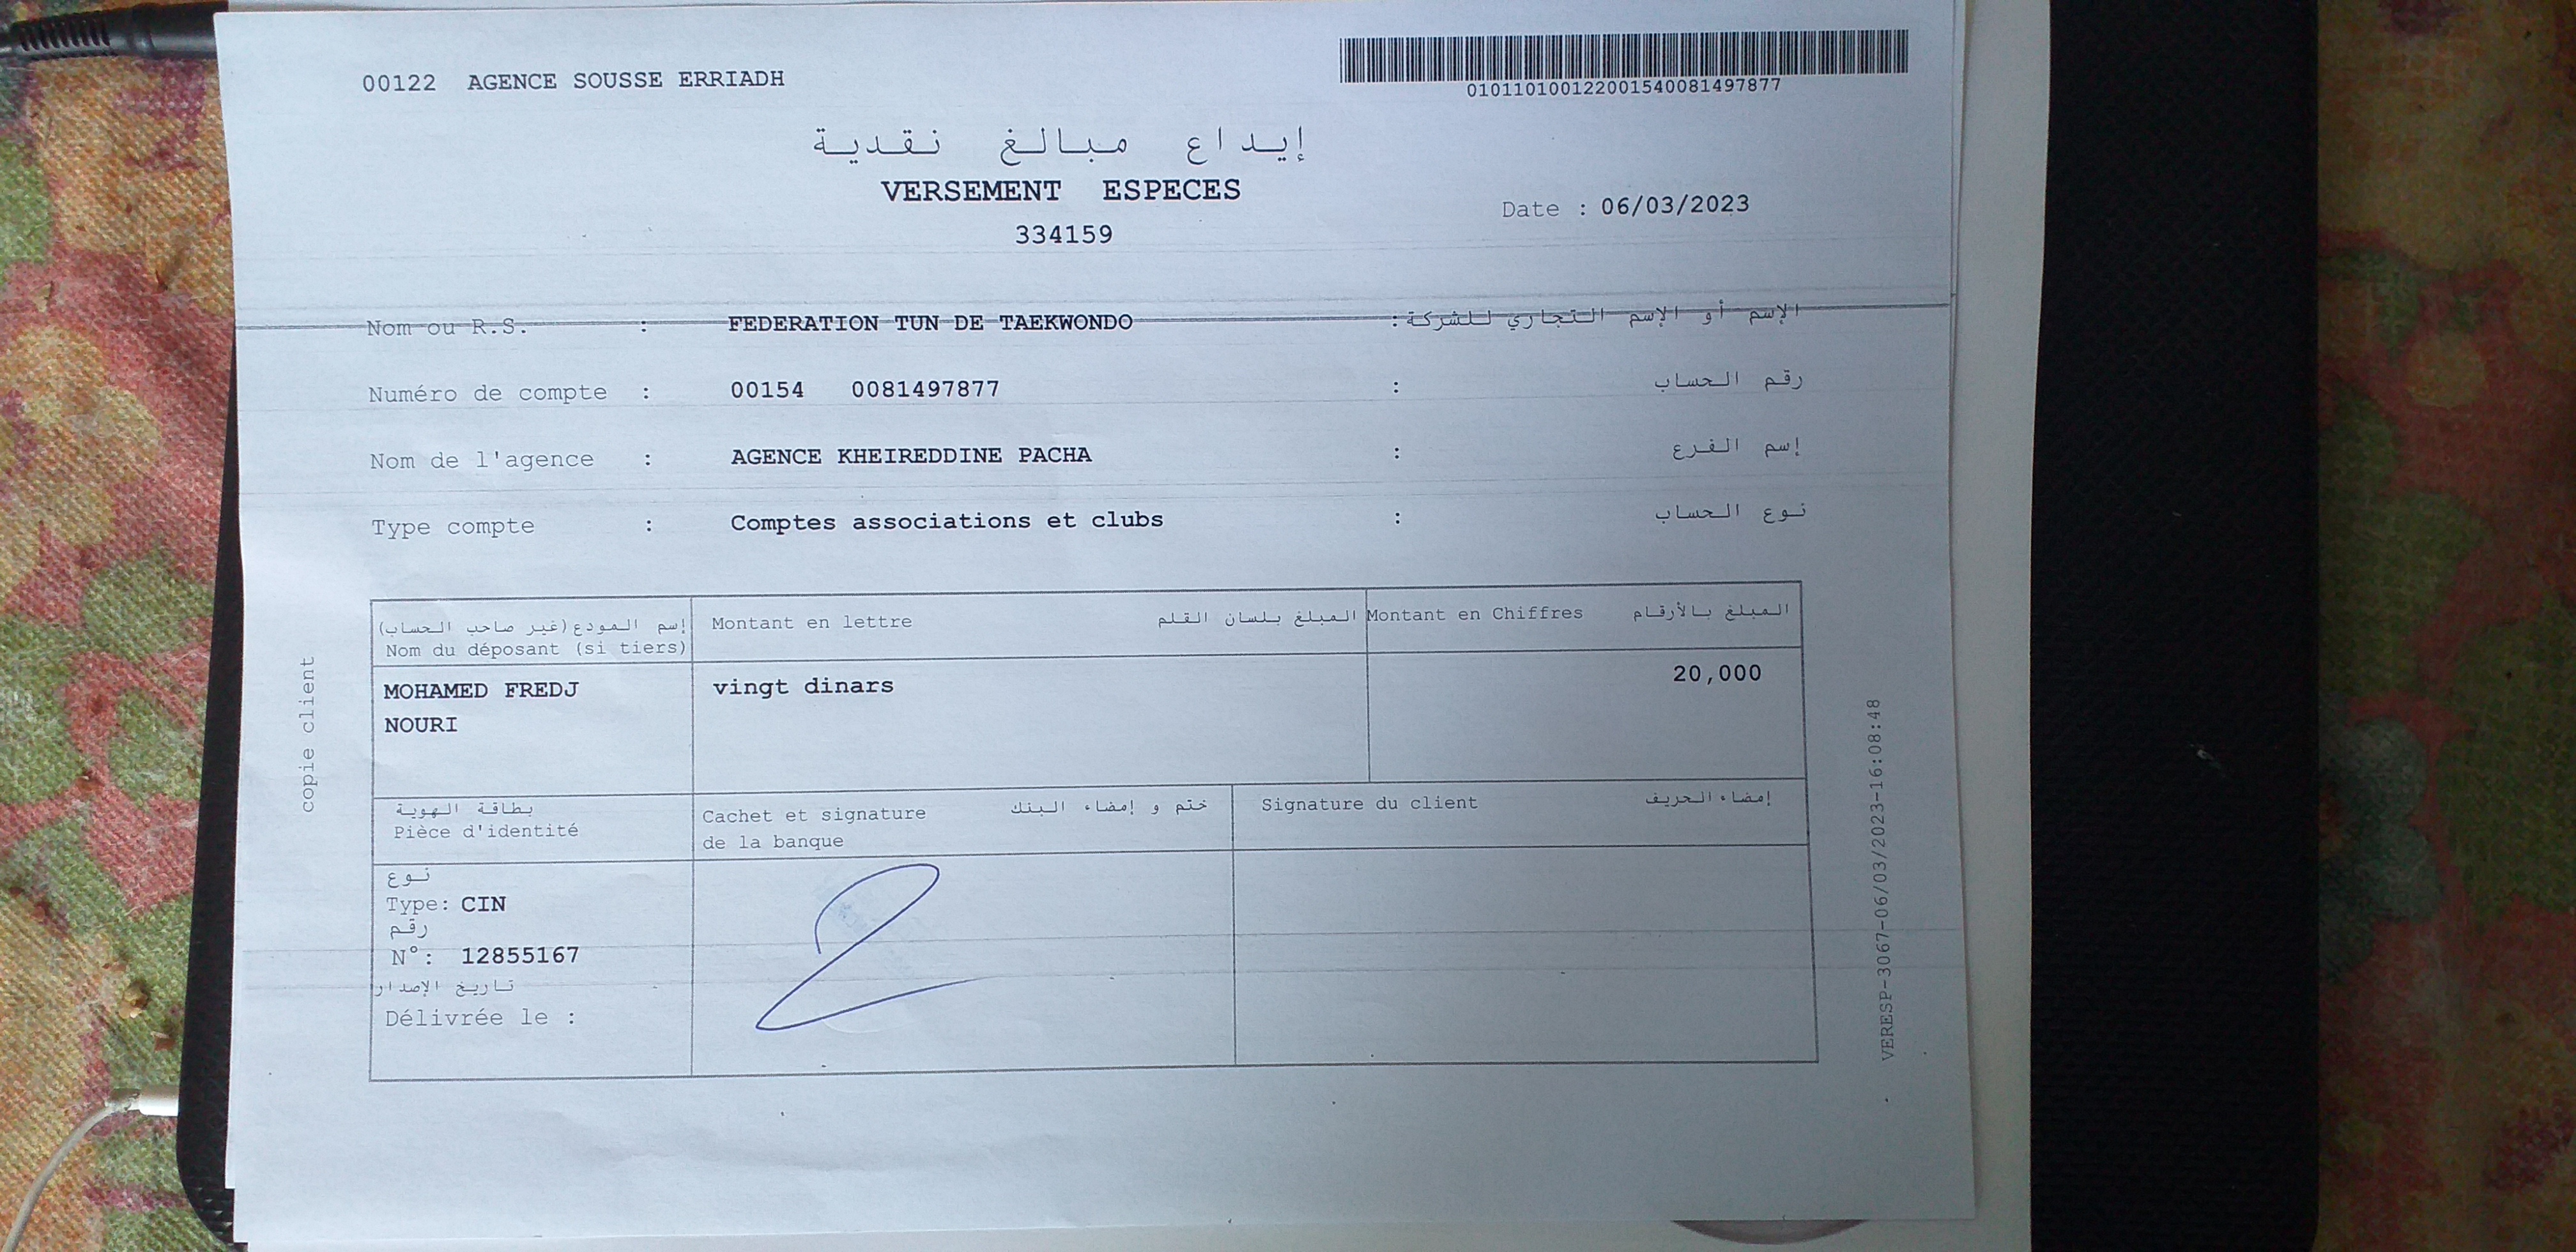 00122 AGENCE SOUSSE ERRIADH
010110100122001540081497877
إيداع مبالغ نقدية
VERSEMENT ESPECES
334159
Date : 06/03/2023
Nom ou R.S. : FEDERATION TUN DE TAEKWONDO الإسم أو الإسم التجاري للشركة :
Numéro de compte : 00154 0081497877 رقم الحساب :
Nom de l'agence : AGENCE KHEIREDDINE PACHA إسم الفرع :
Type compte : Comptes associations et clubs نوع الحساب :
إسم المودع (غير صاحب الحساب)
Nom du déposant (si tiers)
Montant en lettre المبلغ بلسان القلم
Montant en Chiffres المبلغ بالأرقام
MOHAMED FREDJ
NOURI
vingt dinars
20,000
بطاقة الهوية
Pièce d'identité
Cachet et signature ختم و إمضاء البنك
de la banque
Signature du client إمضاء الحريف
نوع
Type: CIN
رقم
N°: 12855167
تاريخ الإصدار
Délivrée le :
copie client
VERESP-3067-06/03/2023-16:08:48